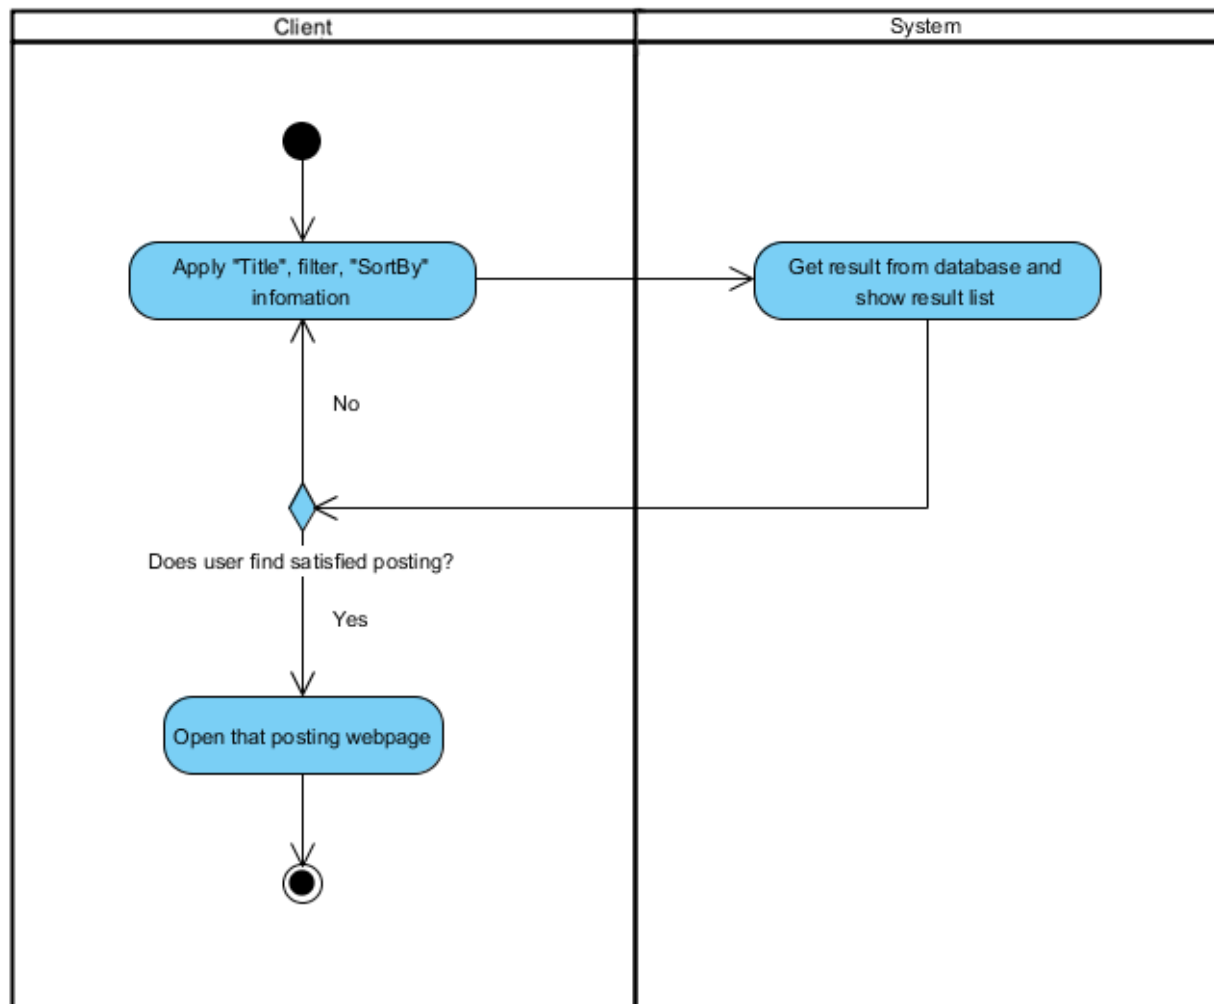 Client
System
Apply "Title", filter, "SortBy"
infomation
Get result from database and
show result list
No
Does user find satisfied posting?
Yes
Open that posting webpage